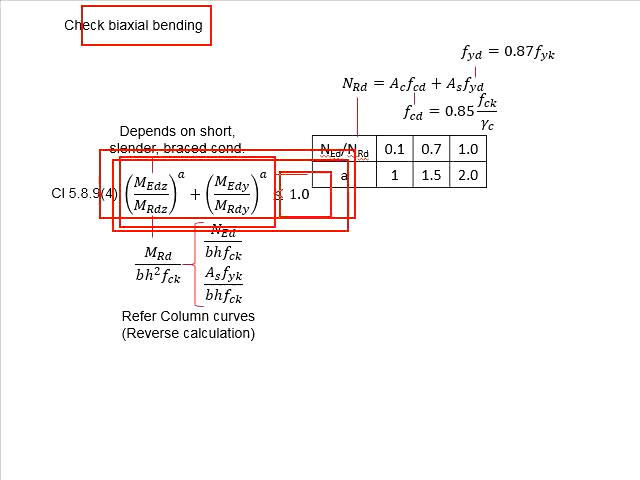 Check biaxial bending
f_yd = 0.87f_yk
N_Rd = A_c f_cd + A_s f_yd
f_cd = 0.85 f_ck/γ_c
Depends on short,
slender, braced cond.
N_Ed/N_Rd 0.1 0.7 1.0
a 1 1.5 2.0
Cl 5.8.9(4) (M_Edz/M_Rdz)^a + (M_Edy/M_Rdy)^a ≤ 1.0
M_Rd/bh²f_ck
N_Ed/bhf_ck
A_s f_yk/bhf_ck
Refer Column curves
(Reverse calculation)